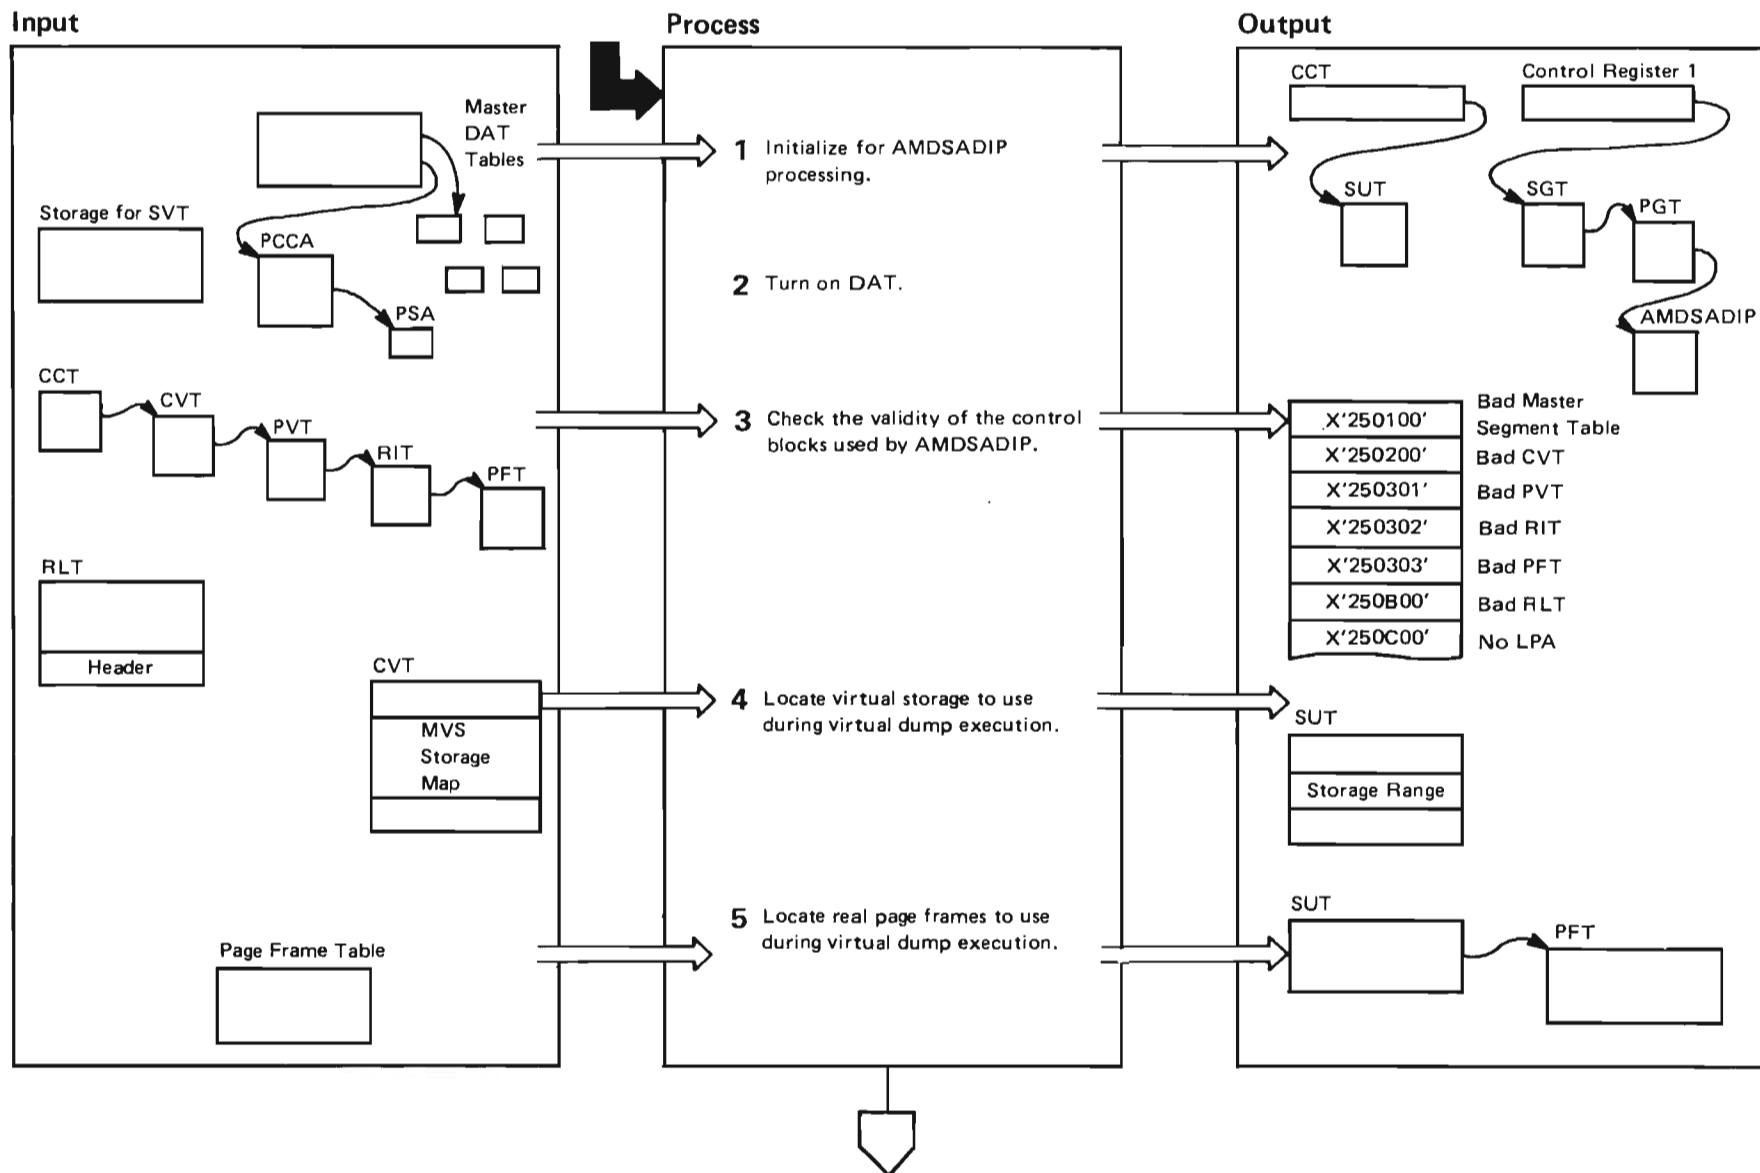 Input
Master
DAT
Tables
Storage for SVT
PCCA
PSA
CCT
CVT
PVT
RIT
PFT
RLT
Header
CVT
MVS
Storage
Map
Page Frame Table
Process
1 Initialize for AMDSADIP
processing.
2 Turn on DAT.
3 Check the validity of the control
blocks used by AMDSADIP.
4 Locate virtual storage to use
during virtual dump execution.
5 Locate real page frames to use
during virtual dump execution.
Output
CCT
Control Register 1
SUT
SGT
PGT
AMDSADIP
X'250100' Bad Master
Segment Table
X'250200' Bad CVT
X'250301' Bad PVT
X'250302' Bad RIT
X'250303' Bad PFT
X'250B00' Bad RLT
X'250C00' No LPA
SUT
Storage Range
SUT
PFT